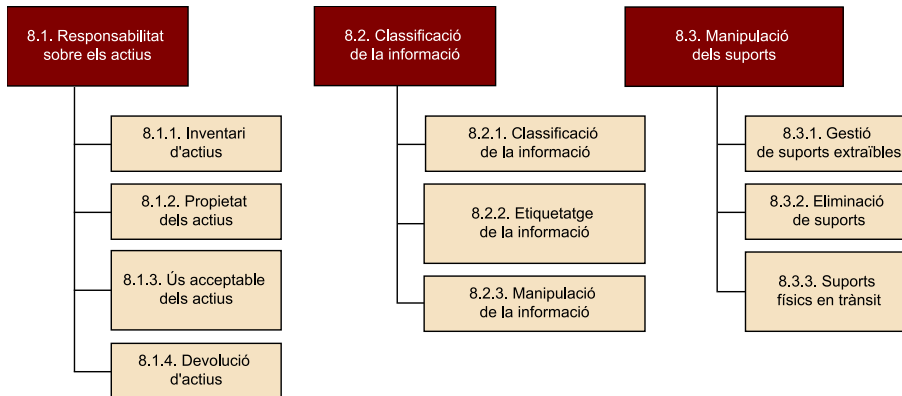 8.1. Responsabilitat
sobre els actius
8.1.1. Inventari
d'actius
8.1.2. Propietat
dels actius
8.1.3. Ús acceptable
dels actius
8.1.4. Devolució
d'actius
8.2. Classificació
de la informació
8.2.1. Classificació
de la informació
8.2.2. Etiquetatge
de la informació
8.2.3. Manipulació
de la informació
8.3. Manipulació
dels suports
8.3.1. Gestió
de suports extraïbles
8.3.2. Eliminació
de suports
8.3.3. Suports
físics en trànsit